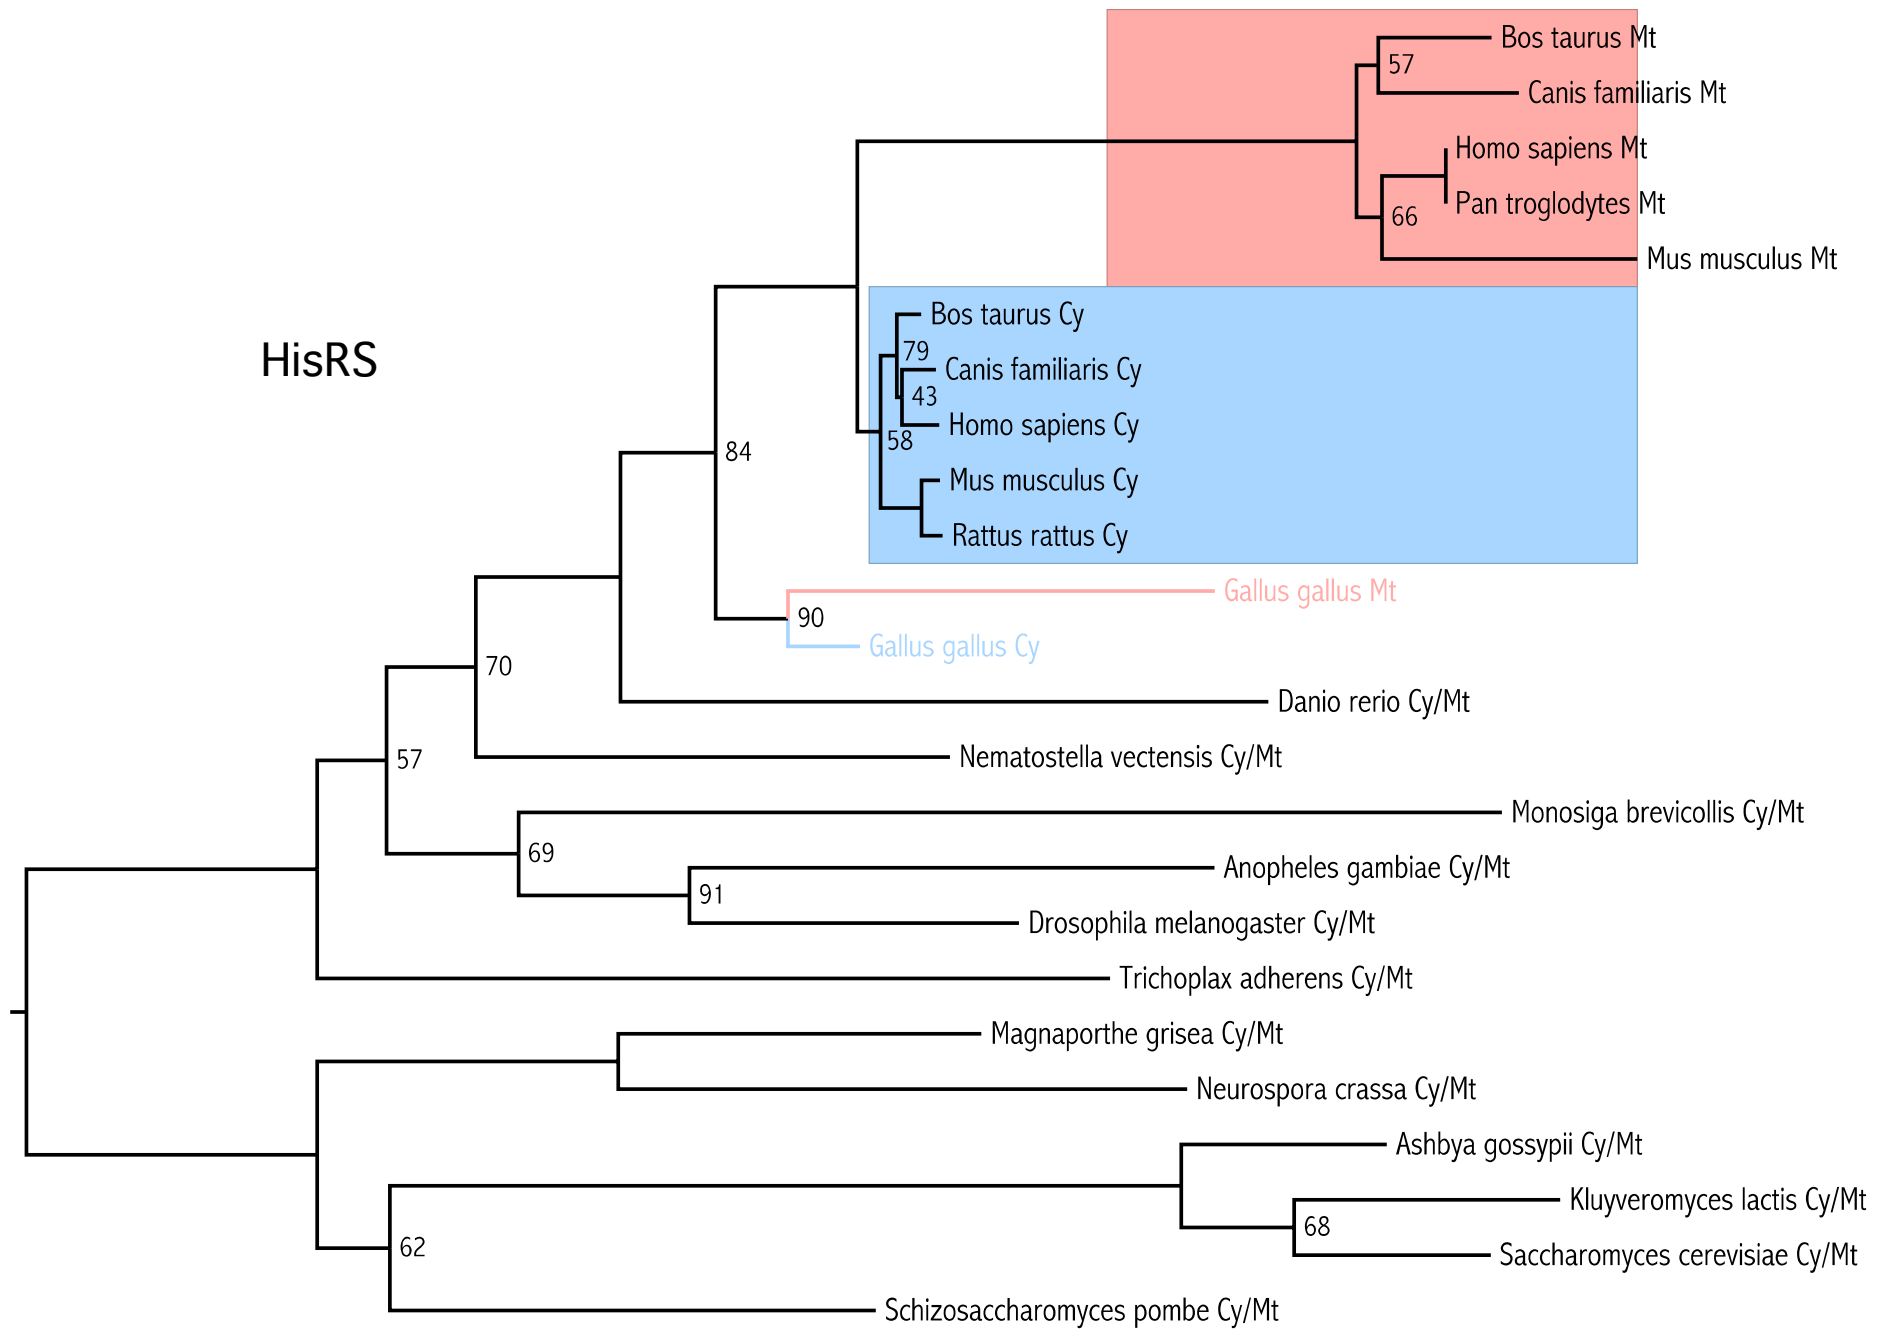 Bos taurus Mt
57
Canis familiaris Mt
Homo sapiens Mt
Pan troglodytes Mt
66
Mus musculus Mt
Bos taurus Cy
HisRS
79
Canis familiaris Cy
43
Homo sapiens Cy
58
84
Mus musculus Cy
Rattus rattus Cy
Gallus gallus Mt
90
Gallus gallus Cy
70
Danio rerio Cy/Mt
57
Nematostella vectensis Cy/Mt
Monosiga brevicollis Cy/Mt
69
Anopheles gambiae Cy/Mt
91
Drosophila melanogaster Cy/Mt
Trichoplax adherens Cy/Mt
Magnaporthe grisea Cy/Mt
Neurospora crassa Cy/Mt
Ashbya gossypii Cy/Mt
Kluyveromyces lactis Cy/Mt
68
62
Saccharomyces cerevisiae Cy/Mt
Schizosaccharomyces pombe Cy/Mt